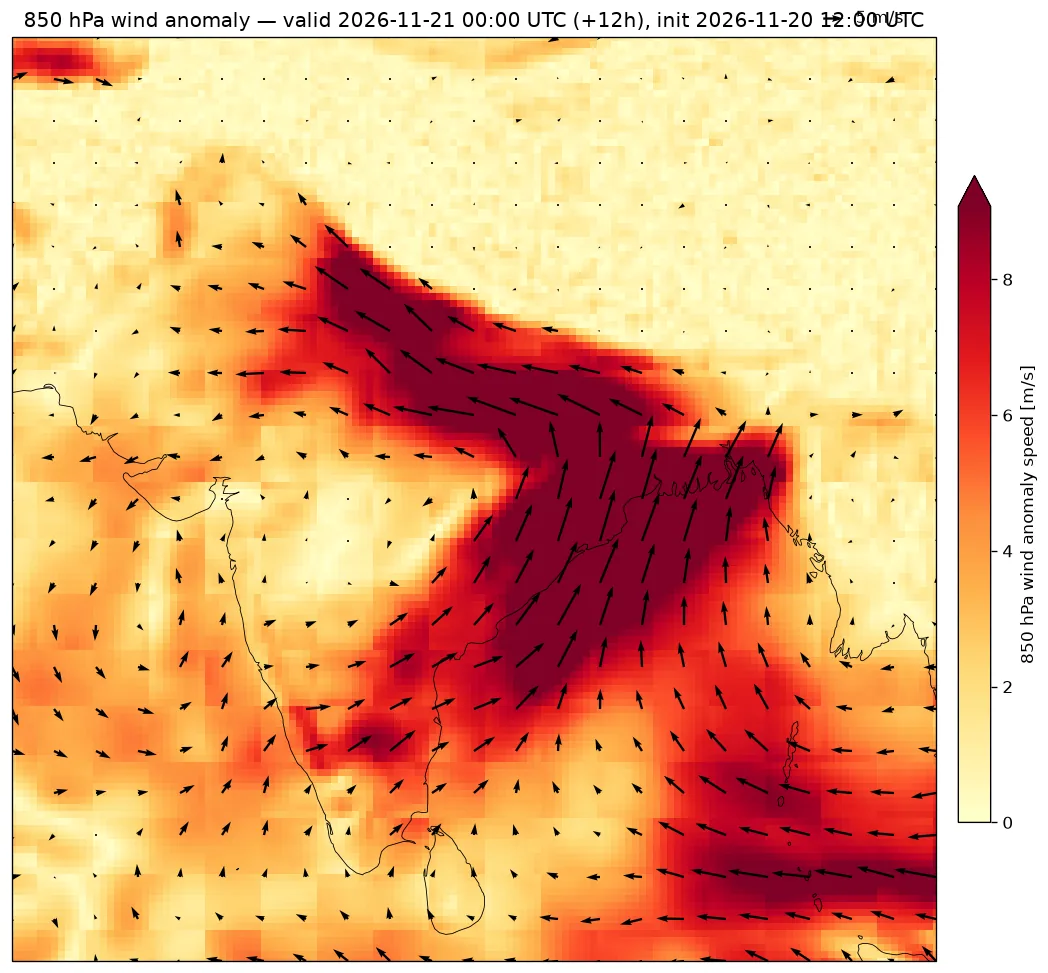 850 hPa wind anomaly — valid 2026-11-21 00:00 UTC (+12h), init 2026-11-20 12:00 UTC
5 m/s
8
6
4
2
0
850 hPa wind anomaly speed [m/s]